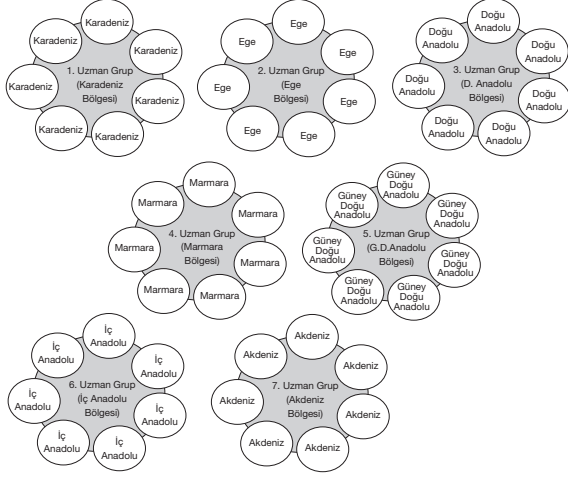 Karadeniz
Karadeniz
Karadeniz
Karadeniz
Karadeniz
Karadeniz
Karadeniz
1. Uzman Grup
(Karadeniz
Bölgesi)
Ege
Ege
Ege
Ege
Ege
Ege
Ege
2. Uzman Grup
(Ege
Bölgesi)
Doğu
Anadolu
Doğu
Anadolu
Doğu
Anadolu
Doğu
Anadolu
Doğu
Anadolu
Doğu
Anadolu
Doğu
Anadolu
3. Uzman Grup
(D. Anadolu
Bölgesi)
Marmara
Marmara
Marmara
Marmara
Marmara
Marmara
Marmara
4. Uzman Grup
(Marmara
Bölgesi)
Güney
Doğu
Anadolu
Güney
Doğu
Anadolu
Güney
Doğu
Anadolu
Güney
Doğu
Anadolu
Güney
Doğu
Anadolu
Güney
Doğu
Anadolu
Güney
Doğu
Anadolu
5. Uzman Grup
(G.D.Anadolu
Bölgesi)
İç
Anadolu
İç
Anadolu
İç
Anadolu
İç
Anadolu
İç
Anadolu
İç
Anadolu
İç
Anadolu
6. Uzman Grup
(İç Anadolu
Bölgesi)
Akdeniz
Akdeniz
Akdeniz
Akdeniz
Akdeniz
Akdeniz
Akdeniz
7. Uzman Grup
(Akdeniz
Bölgesi)